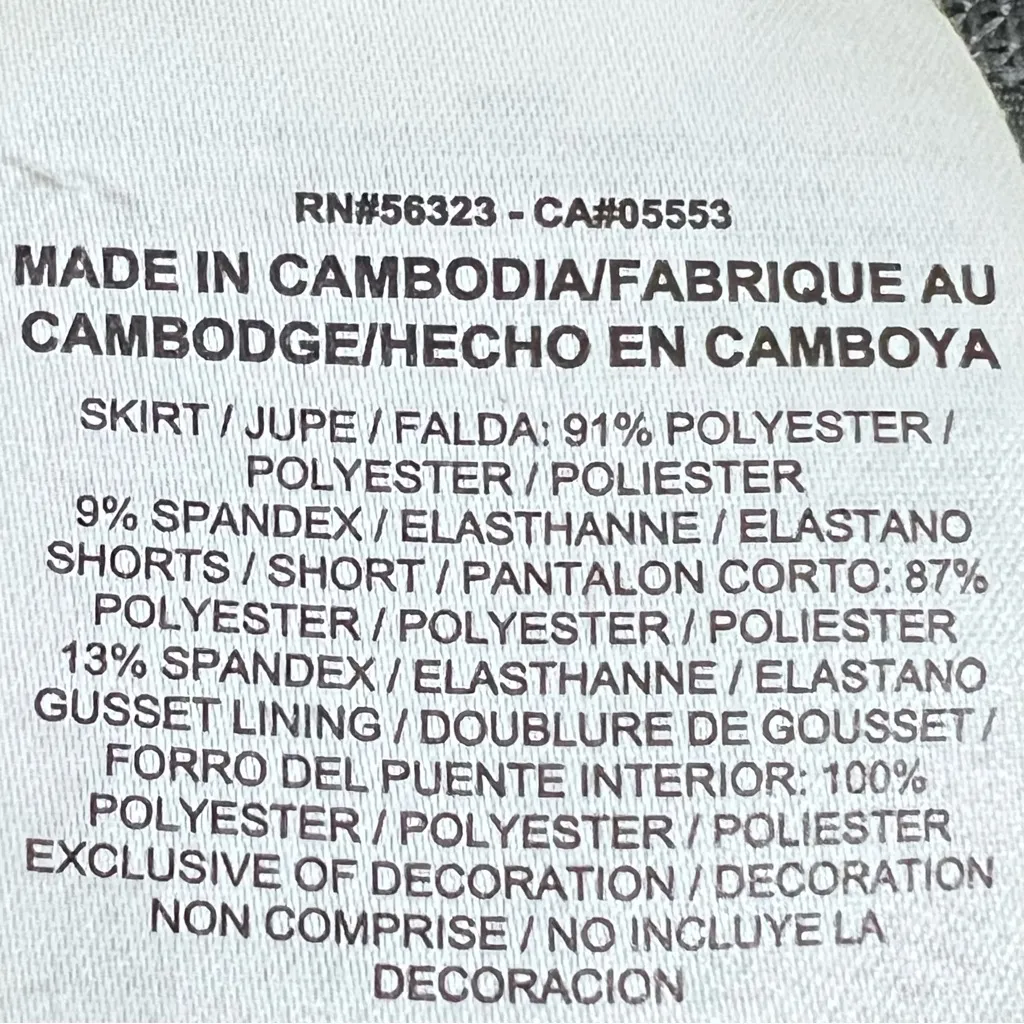 RN#56323 - CA#05553
MADE IN CAMBODIA/FABRIQUE AU
CAMBODGE/HECHO EN CAMBOYA
SKIRT / JUPE / FALDA: 91% POLYESTER /
POLYESTER / POLIESTER
9% SPANDEX / ELASTHANNE / ELASTANO
SHORTS / SHORT / PANTALON CORTO: 87%
POLYESTER / POLYESTER / POLIESTER
13% SPANDEX / ELASTHANNE / ELASTANO
GUSSET LINING / DOUBLURE DE GOUSSET /
FORRO DEL PUENTE INTERIOR: 100%
POLYESTER / POLYESTER / POLIESTER
EXCLUSIVE OF DECORATION / DECORATION
NON COMPRISE / NO INCLUYE LA
DECORACION